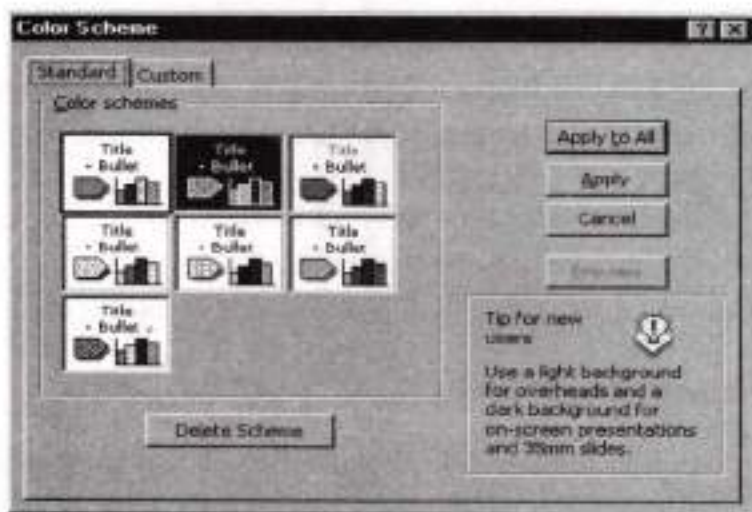 Color Scheme
Standard Custom
Color schemes
Title
Bullet
Title
Bullet
Title
Bullet
Title
Bullet
Title
Bullet
Title
Bullet
Title
Bullet
Delete Scheme
Apply to All
Apply
Cancel
Preview
Tip for new
users
Use a light background
for overheads and a
dark background for
on-screen presentations
and 35mm slides.